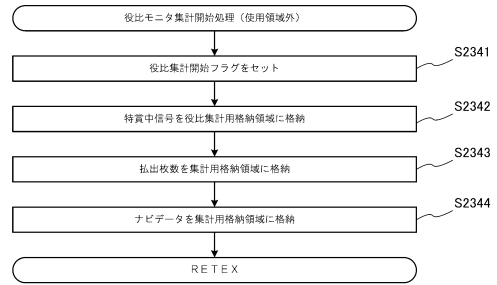 役比モニタ集計開始処理（使用領域外）
S2341
役比集計開始フラグをセット
S2342
特賞中信号を役比集計用格納領域に格納
S2343
払出枚数を集計用格納領域に格納
S2344
ナビデータを集計用格納領域に格納
ＲＥＴＥＸ